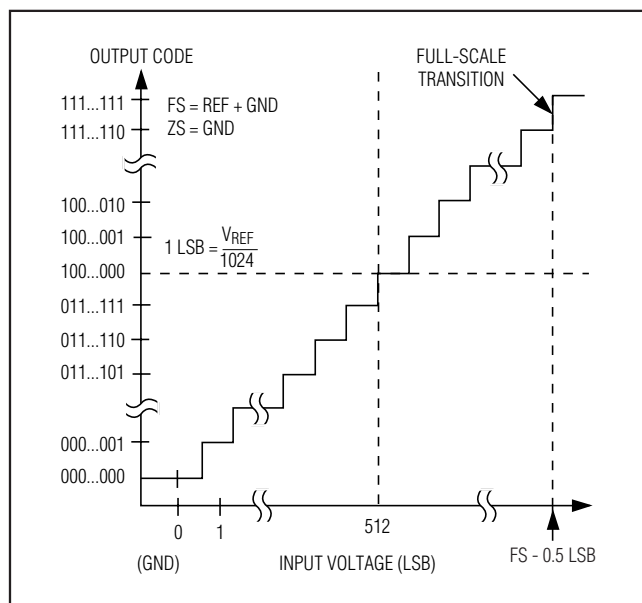 OUTPUT CODE
FULL-SCALE
TRANSITION
111...111
FS = REF + GND
111...110
ZS = GND
100...010
100...001
1 LSB = VREF
1024
100...000
011...111
011...110
011...101
000...001
000...000
0
1
512
(GND)
INPUT VOLTAGE (LSB)
FS - 0.5 LSB